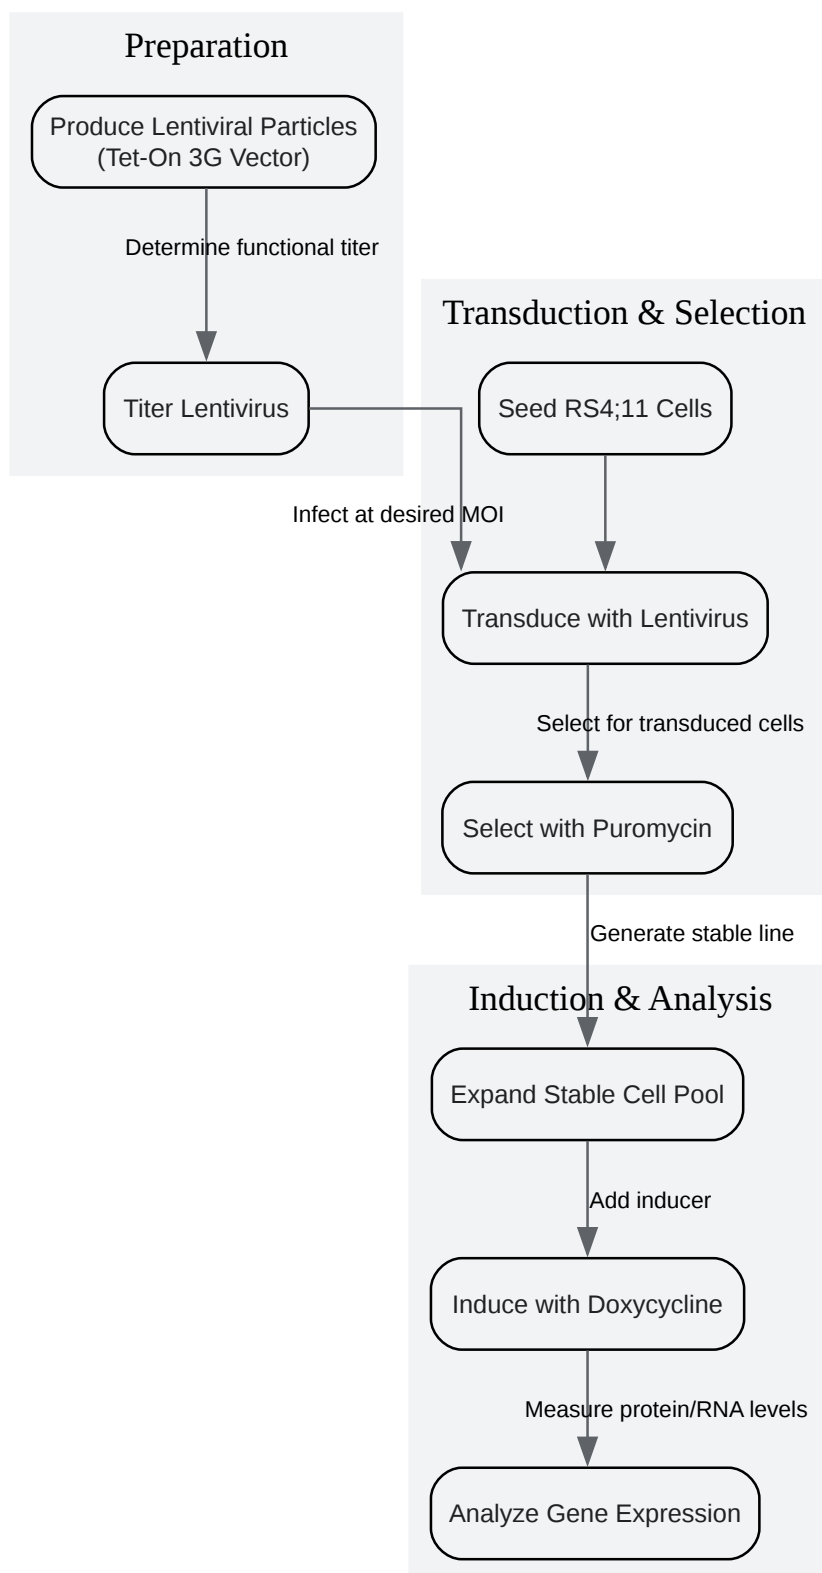 Preparation
Produce Lentiviral Particles
(Tet-On 3G Vector)
Determine functional titer
Titer Lentivirus
Transduction & Selection
Seed RS4;11 Cells
Infect at desired MOI
Transduce with Lentivirus
Select for transduced cells
Select with Puromycin
Generate stable line
Induction & Analysis
Expand Stable Cell Pool
Add inducer
Induce with Doxycycline
Measure protein/RNA levels
Analyze Gene Expression